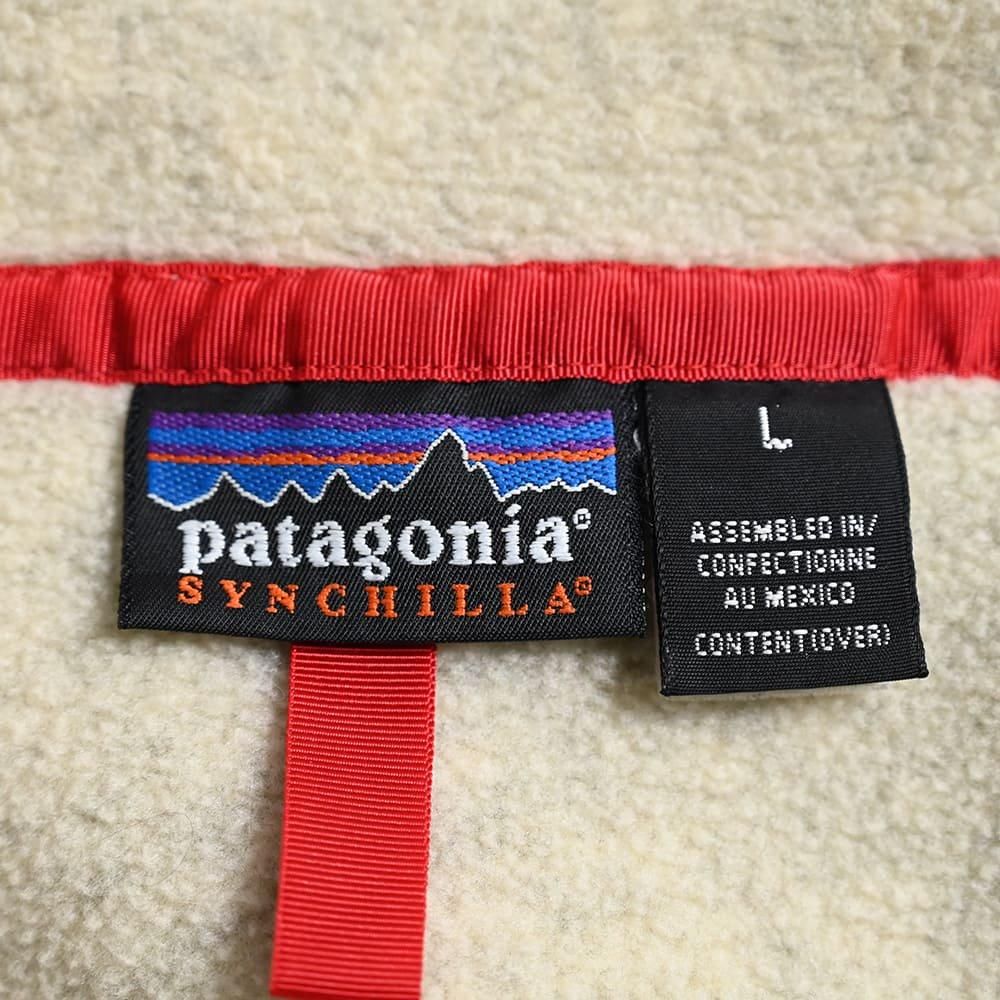 patagonia®
SYNCHILLA®
L
ASSEMBLED IN/
CONFECTIONNE
AU MEXICO
CONTENT(OVER)